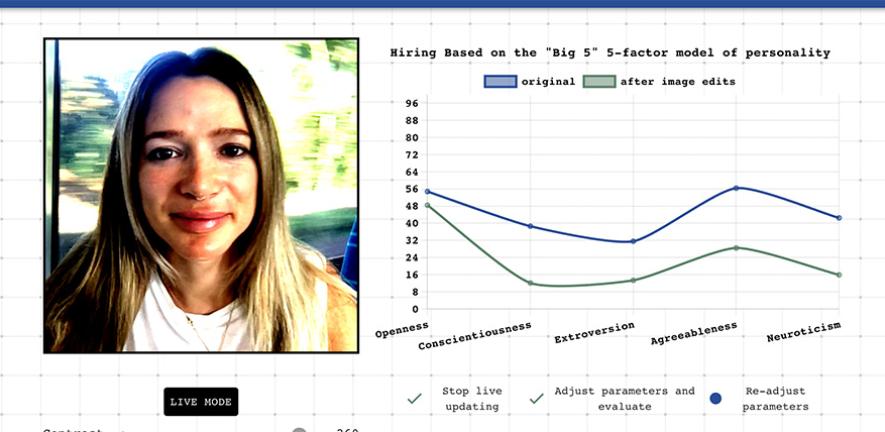 Hiring Based on the "Big 5" 5-factor model of personality
original after image edits
96
88
80
72
64
56
48
40
32
24
16
8
0
Openness Conscientiousness Extroversion Agreeableness Neuroticism
LIVE MODE
Stop live
updating
Adjust parameters and
evaluate
Re-adjust
parameters